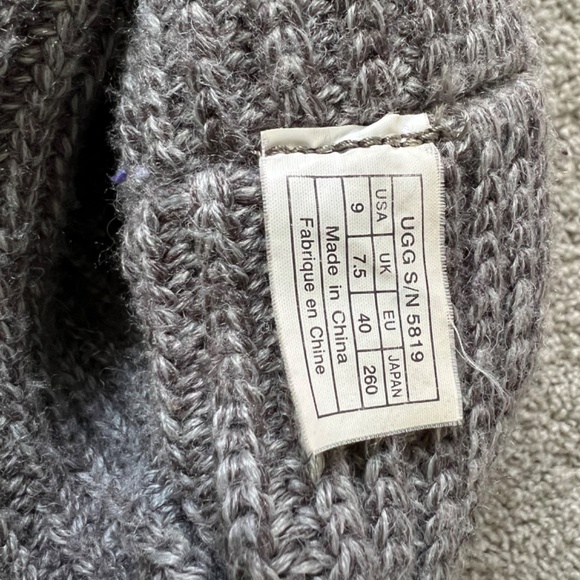 UGG S/N 5819
USA UK EU JAPAN
9 7.5 40 260
Made in China
Fabrique en Chine